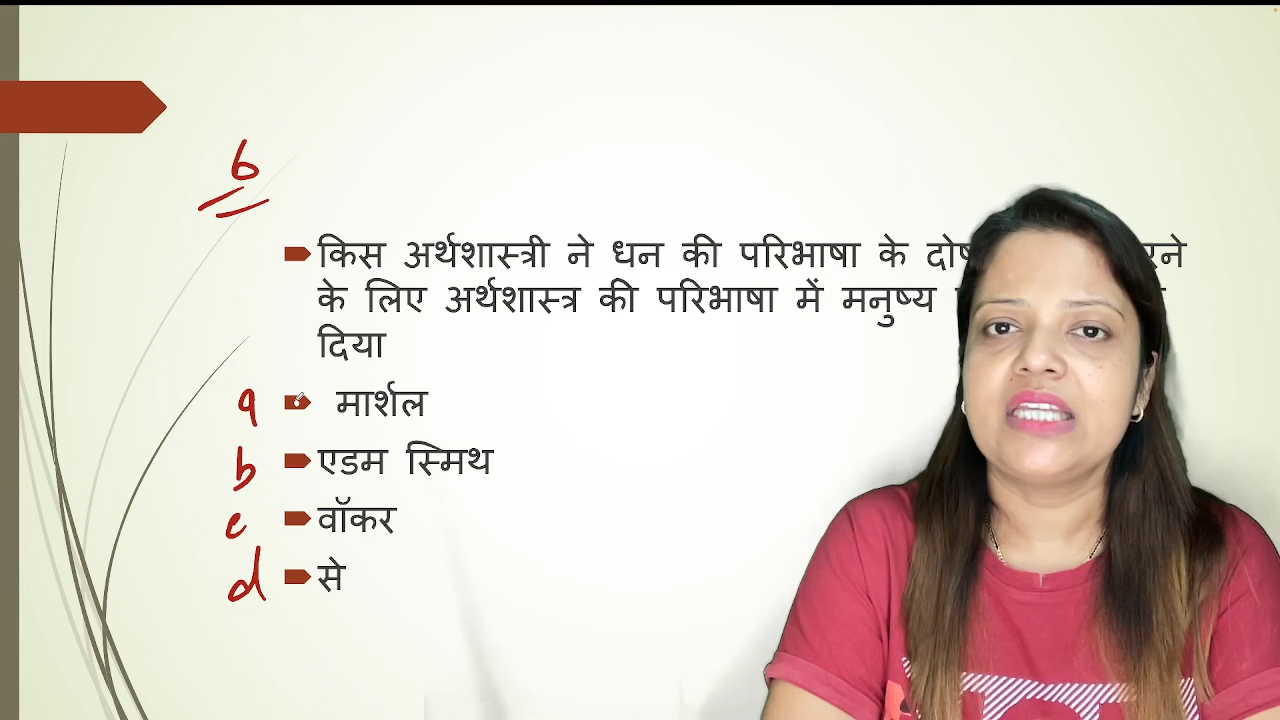 6
किस अर्थशास्त्री ने धन की परिभाषा के
के लिए अर्थशास्त्र की परिभाषा में मनुष्य
दिया
a मार्शल
b एडम स्मिथ
c वॉकर
d से